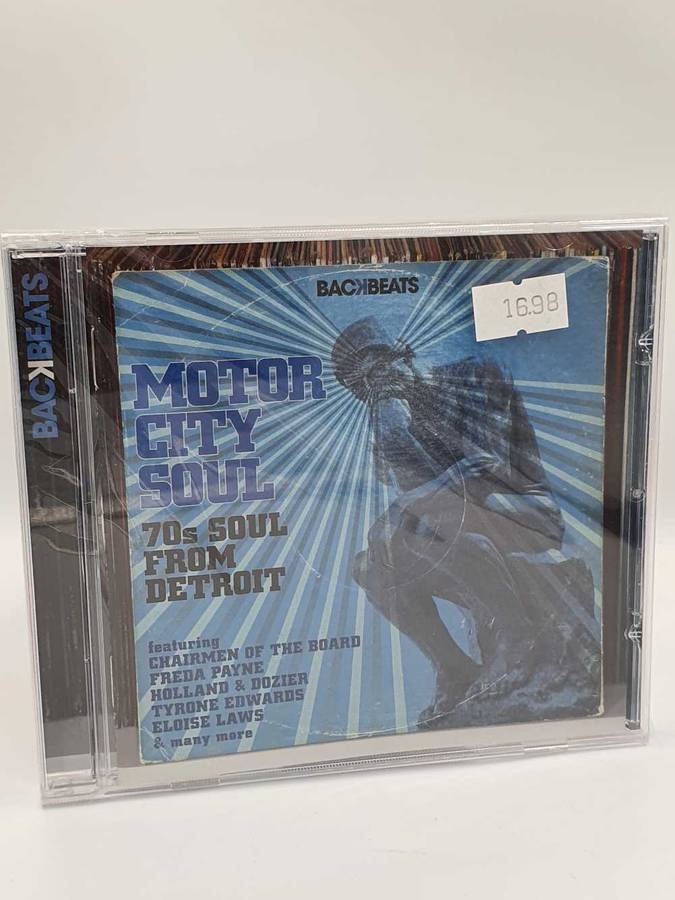 BACKBEATS
BACKBEATS
16.98
MOTOR
CITY
SOUL
70s SOUL
FROM
DETROIT
featuring
CHAIRMEN OF THE BOARD
FREDA PAYNE
HOLLAND & DOZIER
TYRONE EDWARDS
ELOISE LAWS
& many more